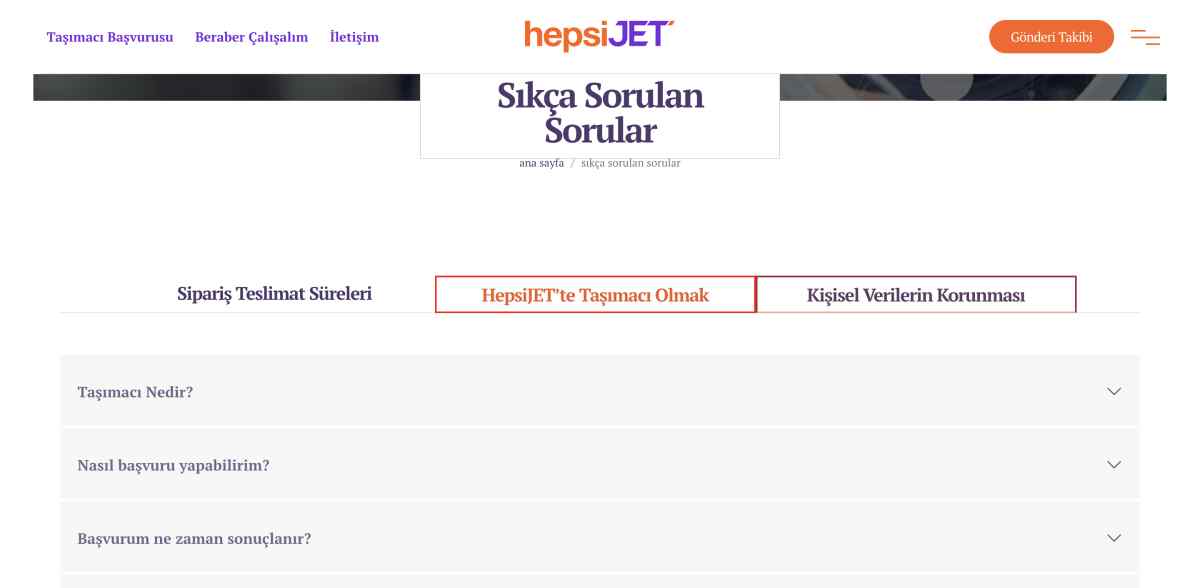 Taşımacı Başvurusu
Beraber Çalışalım
İletişim
hepsiJET
Gönderi Takibi
Sıkça Sorulan
Sorular
ana sayfa / sıkça sorulan sorular
Sipariş Teslimat Süreleri
HepsiJET'te Taşımacı Olmak
Kişisel Verilerin Korunması
Taşımacı Nedir?
Nasıl başvuru yapabilirim?
Başvurum ne zaman sonuçlanır?